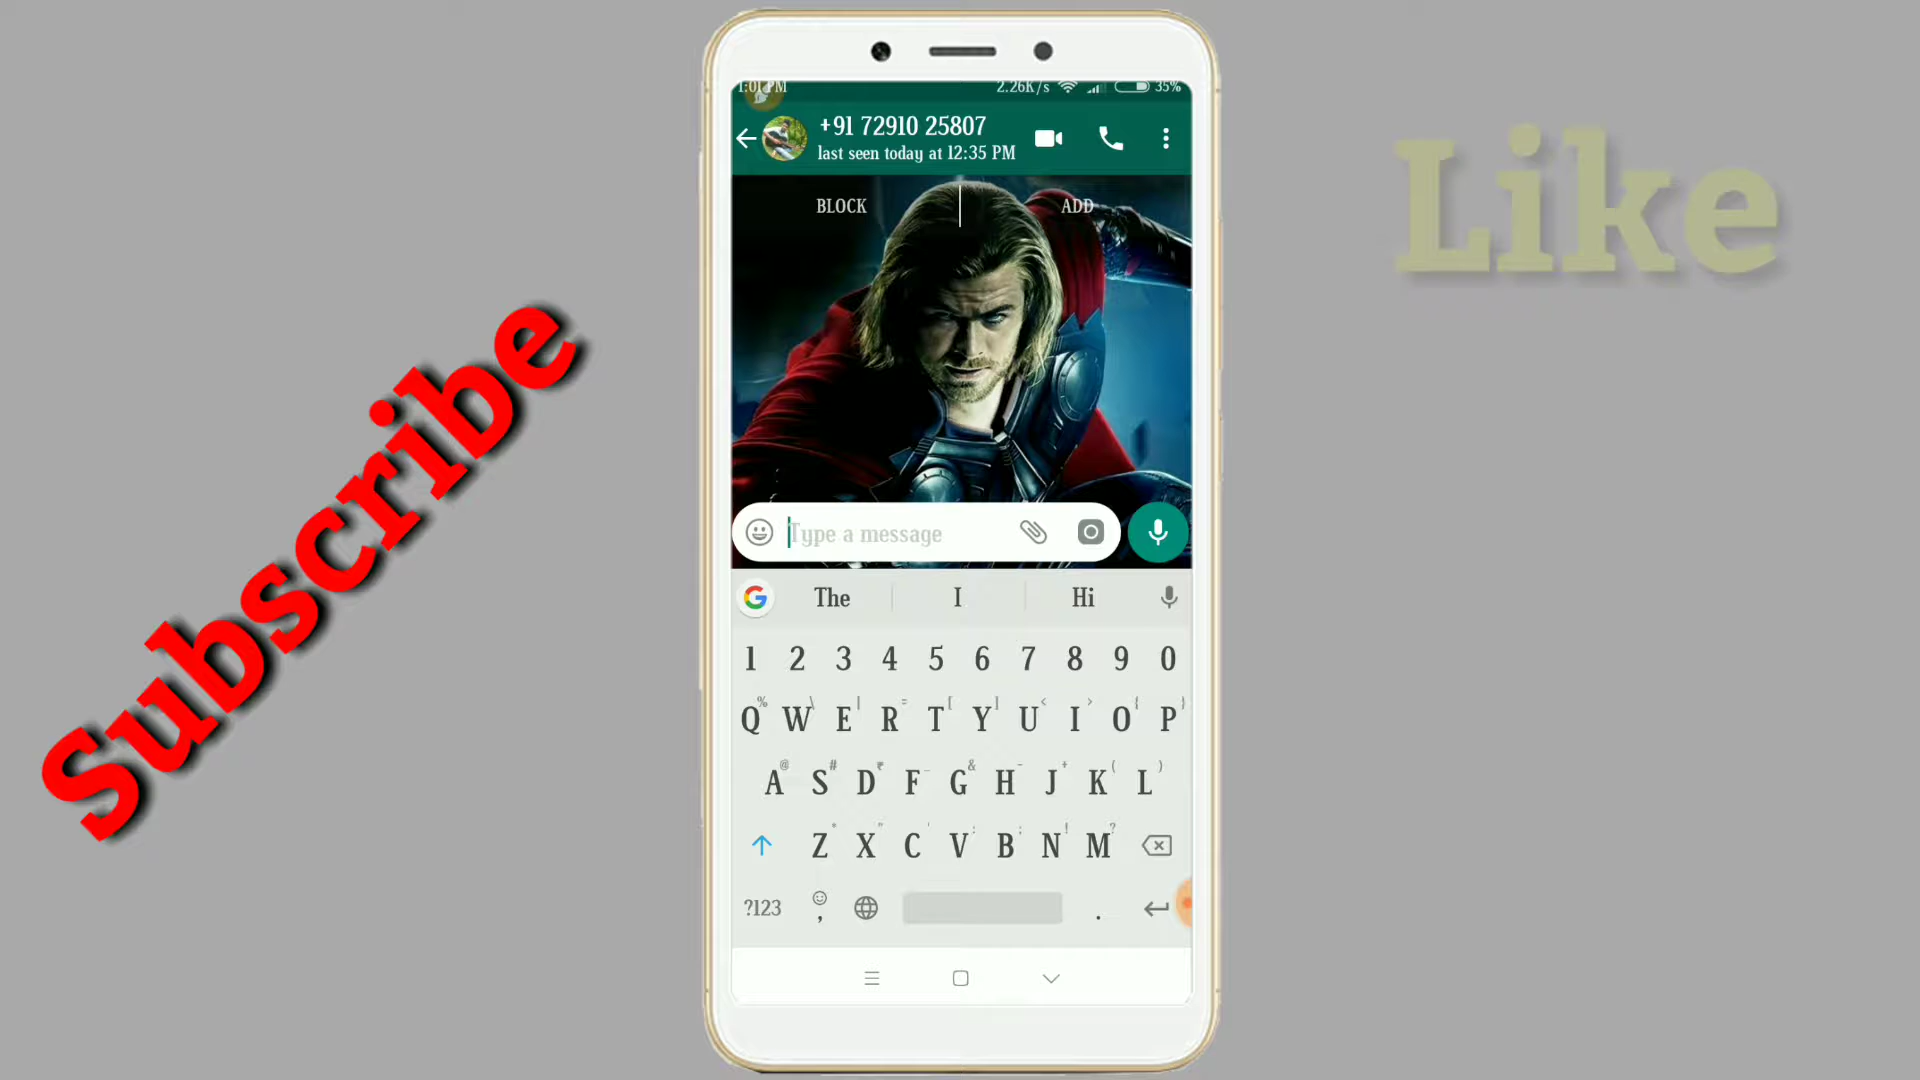 1:01 PM 2.26K/s 35%
+91 72910 25807
last seen today at 12:35 PM
BLOCK ADD
Like
Subscribe
Type a message
The I Hi
1 2 3 4 5 6 7 8 9 0
% \ | = [ ] < > { }
Q W E R T Y U I O P
@ # ₹ _ & - + ( )
A S D F G H J K L
* " ' : ; ! ?
Z X C V B N M
?123 , .